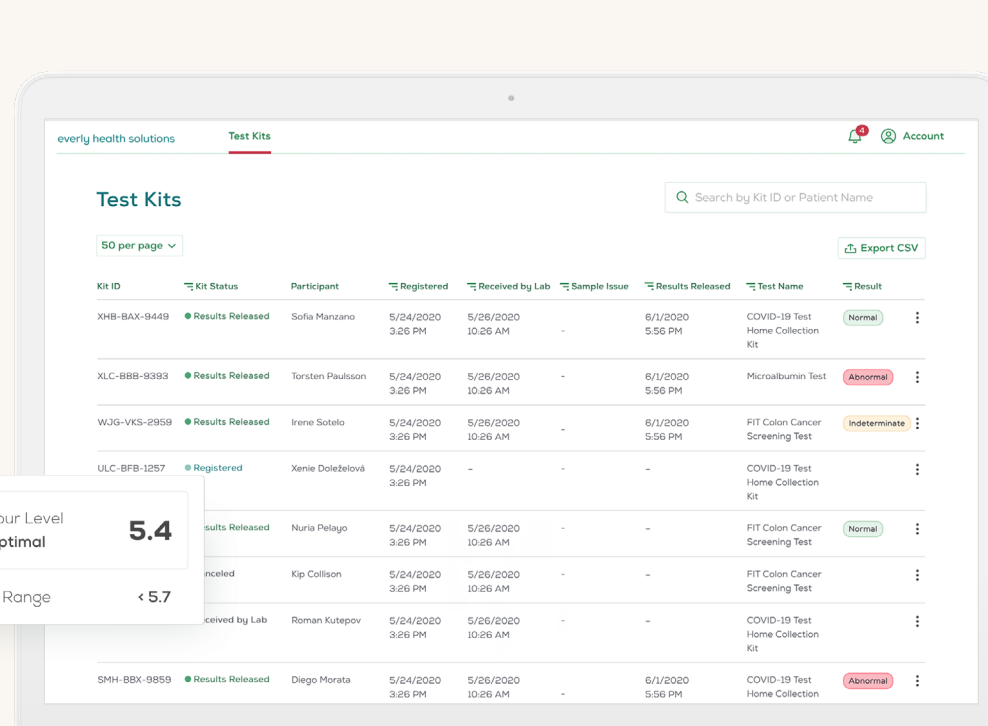 everly health solutions
Test Kits
4
Account
Test Kits
Search by Kit ID or Patient Name
50 per page
Export CSV
Kit ID Kit Status Participant Registered Received by Lab Sample Issue Results Released Test Name Result
XHB-BAX-9449 Results Released Sofia Manzano 5/24/2020 5/26/2020 6/1/2020 COVID-19 Test Normal
3:26 PM 10:26 AM - 5:56 PM Home Collection
Kit
XLC-BBB-9393 Results Released Torsten Paulsson 5/24/2020 5/26/2020 - 6/1/2020 Microalbumin Test Abnormal
3:26 PM 10:26 AM 5:56 PM
WJG-VKS-2959 Results Released Irene Sotelo 5/24/2020 5/26/2020 6/1/2020 FIT Colon Cancer Indeterminate
3:26 PM 10:26 AM - 5:56 PM Screening Test
ULC-BFB-1257 Registered Xenie Doleželová 5/24/2020 - - - COVID-19 Test
3:26 PM Home Collection
Kit
our Level
ptimal
5.4
Range < 5.7
esults Released Nuria Pelayo 5/24/2020 5/26/2020 - - FIT Colon Cancer Normal
3:26 PM 10:26 AM Screening Test
nceled Kip Collison 5/24/2020 5/26/2020 - - FIT Colon Cancer
3:26 PM 10:26 AM Screening Test
ceived by Lab Roman Kutepov 5/24/2020 5/26/2020 - - COVID-19 Test
3:26 PM 10:26 AM Home Collection
Kit
SMH-BBX-9859 Results Released Diego Morata 5/24/2020 5/26/2020 6/1/2020 COVID-19 Test Abnormal
3:26 PM 10:26 AM - 5:56 PM Home Collection